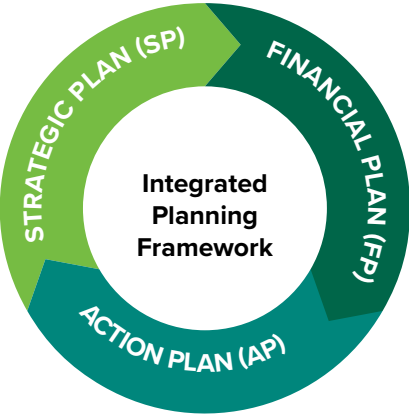 STRATEGIC PLAN (SP)
FINANCIAL PLAN (FP)
Integrated
Planning
Framework
ACTION PLAN (AP)